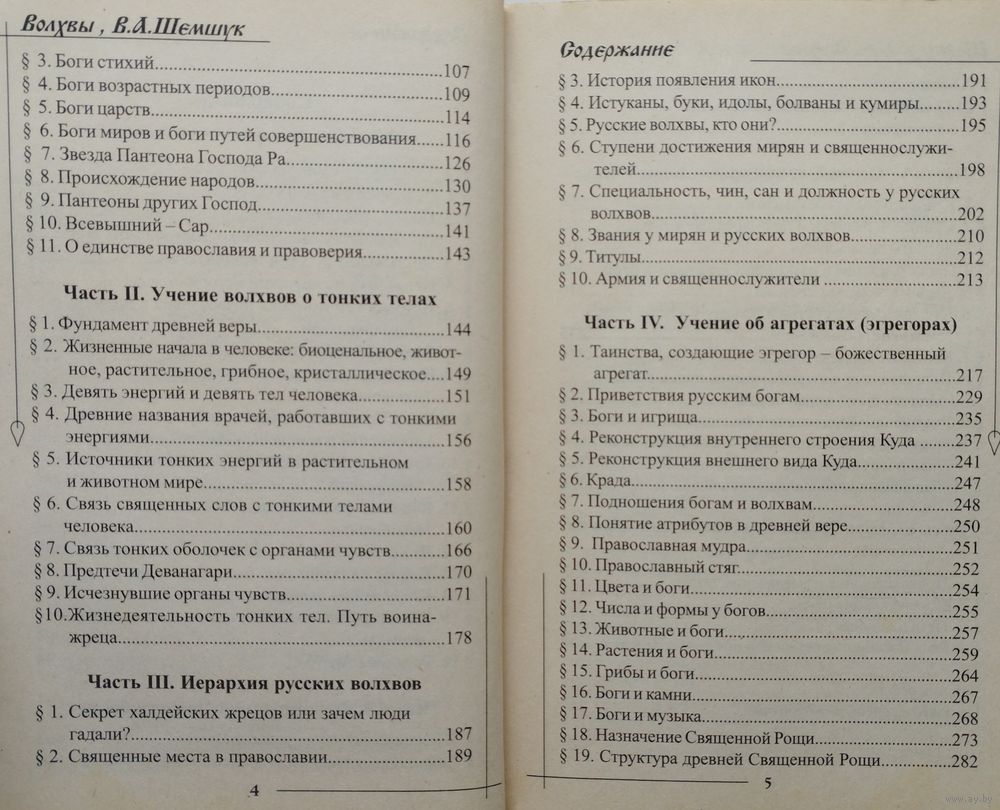 Волхвы , В.А.Шемшук
§ 3. Боги стихий................................................107
§ 4. Боги возрастных периодов............................109
§ 5. Боги царств................................................114
§ 6. Боги миров и боги путей совершенствования.....116
§ 7. Звезда Пантеона Господа Ра..........................126
§ 8. Происхождение народов...............................130
§ 9. Пантеоны других Господ...............................137
§ 10. Всевышний – Сар.......................................141
§ 11. О единстве православия и правоверия.............143
Часть II. Учение волхвов о тонких телах
§ 1. Фундамент древней веры...............................144
§ 2. Жизненные начала в человеке: биоценальное, живот-
ное, растительное, грибное, кристаллическое....149
§ 3. Девять энергий и девять тел человека................151
§ 4. Древние названия врачей, работавших с тонкими
энергиями................................................156
§ 5. Источники тонких энергий в растительном
и животном мире........................................158
§ 6. Связь священных слов с тонкими телами
человека...................................................160
§ 7. Связь тонких оболочек с органами чувств..........166
§ 8. Предтечи Деванагари...................................170
§ 9. Исчезнувшие органы чувств..........................171
§10.Жизнедеятельность тонких тел. Путь воина-
жреца......................................................178
Часть III. Иерархия русских волхвов
§ 1. Секрет халдейских жрецов или зачем люди
гадали?....................................................187
§ 2. Священные места в православии.....................189
4
Содержание
§ 3. История появления икон...............................191
§ 4. Истуканы, буки, идолы, болваны и кумиры........193
§ 5. Русские волхвы, кто они?..............................195
§ 6. Ступени достижения мирян и священнослужи-
телей.......................................................198
§ 7. Специальность, чин, сан и должность у русских
волхвов....................................................202
§ 8. Звания у мирян и русских волхвов...................210
§ 9. Титулы.....................................................212
§ 10. Армия и священнослужители .......................213
Часть IV. Учение об агрегатах (эгрегорах)
§ 1. Таинства, создающие эгрегор – божественный
агрегат.....................................................217
§ 2. Приветствия русским богам...........................229
§ 3. Боги и игрища............................................235
§ 4. Реконструкция внутреннего строения Куда .......237
§ 5. Реконструкция внешнего вида Куда.................241
§ 6. Крада.......................................................247
§ 7. Подношения богам и волхвам........................248
§ 8. Понятие атрибутов в древней вере...................250
§ 9. Православная мудра....................................251
§ 10. Православный стяг....................................252
§ 11. Цвета и боги............................................254
§ 12. Числа и формы у богов................................255
§ 13. Животные и боги.......................................257
§ 14. Растения и боги.........................................259
§ 15. Грибы и боги............................................264
§ 16. Боги и камни............................................267
§ 17. Боги и музыка...........................................268
§ 18. Назначение Священной Рощи........................273
§ 19. Структура древней Священной Рощи...............282
5
www.ay.by